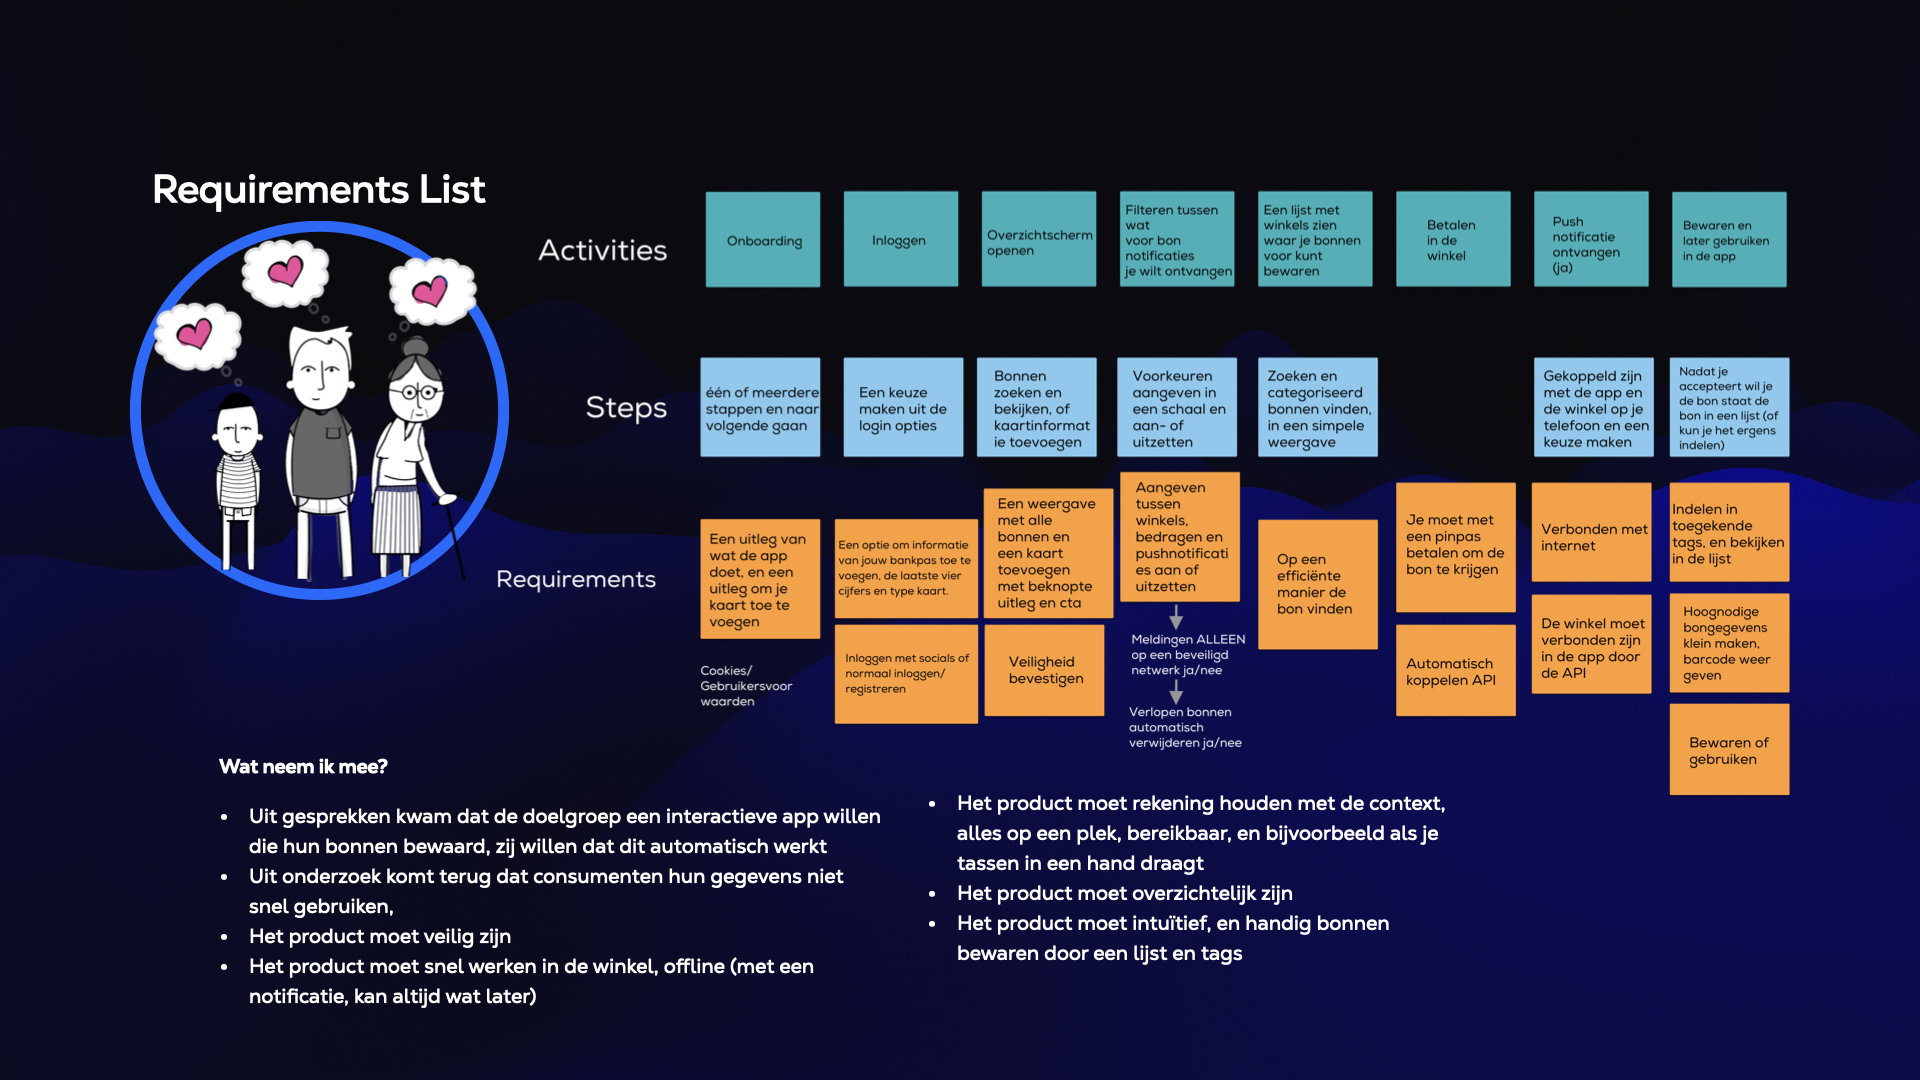 Requirements List
Activities
Onboarding
Inloggen
Overzichtscherm
openen
Filteren tussen
wat
voor bon
notificaties
je wilt ontvangen
Een lijst met
winkels zien
waar je bonnen
voor kunt
bewaren
Betalen
in de
winkel
Push
notificatie
ontvangen
(ja)
Bewaren en
later gebruiken
in de app
Steps
één of meerdere
stappen en naar
volgende gaan
Een keuze
maken uit de
login opties
Bonnen
zoeken en
bekijken, of
kaartinformat
ie toevoegen
Voorkeuren
aangeven in
een schaal en
aan- of
uitzetten
Zoeken en
categoriseerd
bonnen vinden,
in een simpele
weergave
Gekoppeld zijn
met de app en
de winkel op je
telefoon en een
keuze maken
Nadat je
accepteert wil je
de bon staat de
bon in een lijst (of
kun je het ergens
indelen)
Requirements
Een uitleg van
wat de app
doet, en een
uitleg om je
kaart toe te
voegen
Cookies/
Gebruikersvoor
waarden
Een optie om informatie
van jouw bankpas toe te
voegen, de laatste vier
cijfers en type kaart.
Inloggen met socials of
normaal inloggen/
registreren
Een weergave
met alle
bonnen en
een kaart
toevoegen
met beknopte
uitleg en cta
Veiligheid
bevestigen
Aangeven
tussen
winkels,
bedragen en
pushnotificati
es aan of
uitzetten
Meldingen ALLEEN
op een beveiligd
netwerk ja/nee
Verlopen bonnen
automatisch
verwijderen ja/nee
Op een
efficiënte
manier de
bon vinden
Je moet met
een pinpas
betalen om de
bon te krijgen
Automatisch
koppelen API
Verbonden met
internet
De winkel moet
verbonden zijn
in de app door
de API
Indelen in
toegekende
tags, en bekijken
in de lijst
Hoognodige
bongegevens
klein maken,
barcode weer
geven
Bewaren of
gebruiken
Wat neem ik mee?
• Uit gesprekken kwam dat de doelgroep een interactieve app willen
die hun bonnen bewaard, zij willen dat dit automatisch werkt
• Uit onderzoek komt terug dat consumenten hun gegevens niet
snel gebruiken,
• Het product moet veilig zijn
• Het product moet snel werken in de winkel, offline (met een
notificatie, kan altijd wat later)
• Het product moet rekening houden met de context,
alles op een plek, bereikbaar, en bijvoorbeeld als je
tassen in een hand draagt
• Het product moet overzichtelijk zijn
• Het product moet intuïtief, en handig bonnen
bewaren door een lijst en tags